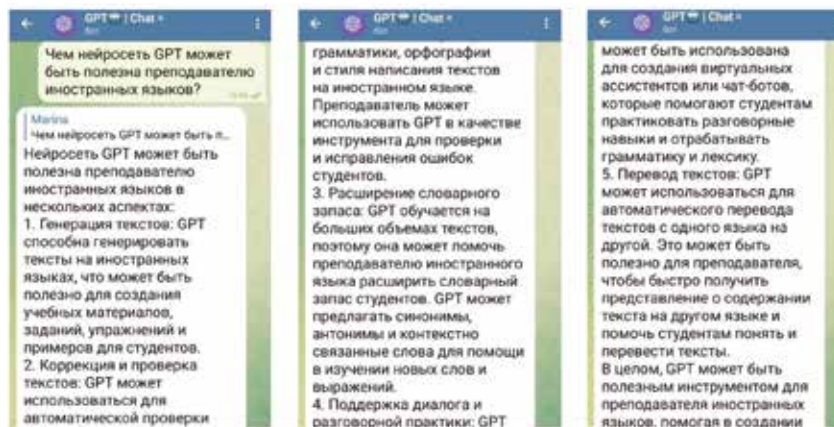 GPT | Chat
бот
Чем нейросеть GPT может
быть полезна преподавателю
иностранных языков?
Marina
Чем нейросеть GPT может быть п...
Нейросеть GPT может быть
полезна преподавателю
иностранных языков в
нескольких аспектах:
1. Генерация текстов: GPT
способна генерировать
тексты на иностранных
языках, что может быть
полезно для создания
учебных материалов,
заданий, упражнений и
примеров для студентов.
2. Коррекция и проверка
текстов: GPT может
использоваться для
автоматической проверки
GPT | Chat
бот
грамматики, орфографии
и стиля написания текстов
на иностранном языке.
Преподаватель может
использовать GPT в качестве
инструмента для проверки
и исправления ошибок
студентов.
3. Расширение словарного
запаса: GPT обучается на
больших объемах текстов,
поэтому она может помочь
преподавателю иностранного
языка расширить словарный
запас студентов. GPT может
предлагать синонимы,
антонимы и контекстно
связанные слова для помощи
в изучении новых слов и
выражений.
4. Поддержка диалога и
разговорной практики: GPT
GPT | Chat
бот
может быть использована
для создания виртуальных
ассистентов или чат-ботов,
которые помогают студентам
практиковать разговорные
навыки и отрабатывать
грамматику и лексику.
5. Перевод текстов: GPT
может использоваться для
автоматического перевода
текстов с одного языка на
другой. Это может быть
полезно для преподавателя,
чтобы быстро получить
представление о содержании
текста на другом языке и
помочь студентам понять и
перевести тексты.
В целом, GPT может быть
полезным инструментом для
преподавателя иностранных
языков, помогая в создании